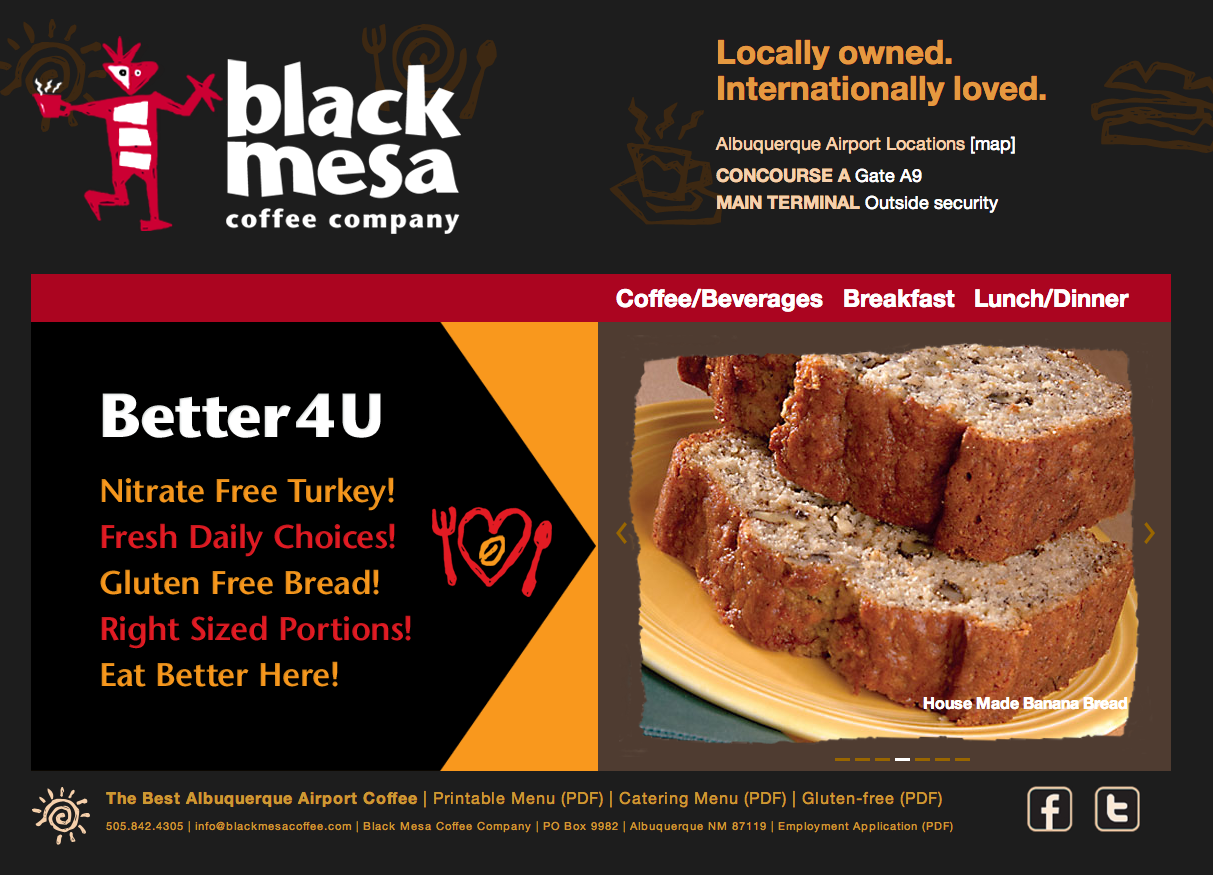 black
mesa
coffee company
Locally owned.
Internationally loved.
Albuquerque Airport Locations [map]
CONCOURSE A Gate A9
MAIN TERMINAL Outside security
Coffee/Beverages Breakfast Lunch/Dinner
Better4U
Nitrate Free Turkey!
Fresh Daily Choices!
Gluten Free Bread!
Right Sized Portions!
Eat Better Here!
House Made Banana Bread
The Best Albuquerque Airport Coffee | Printable Menu (PDF) | Catering Menu (PDF) | Gluten-free (PDF)
505.842.4305 | info@blackmesacoffee.com | Black Mesa Coffee Company | PO Box 9982 | Albuquerque NM 87119 | Employment Application (PDF)
f t